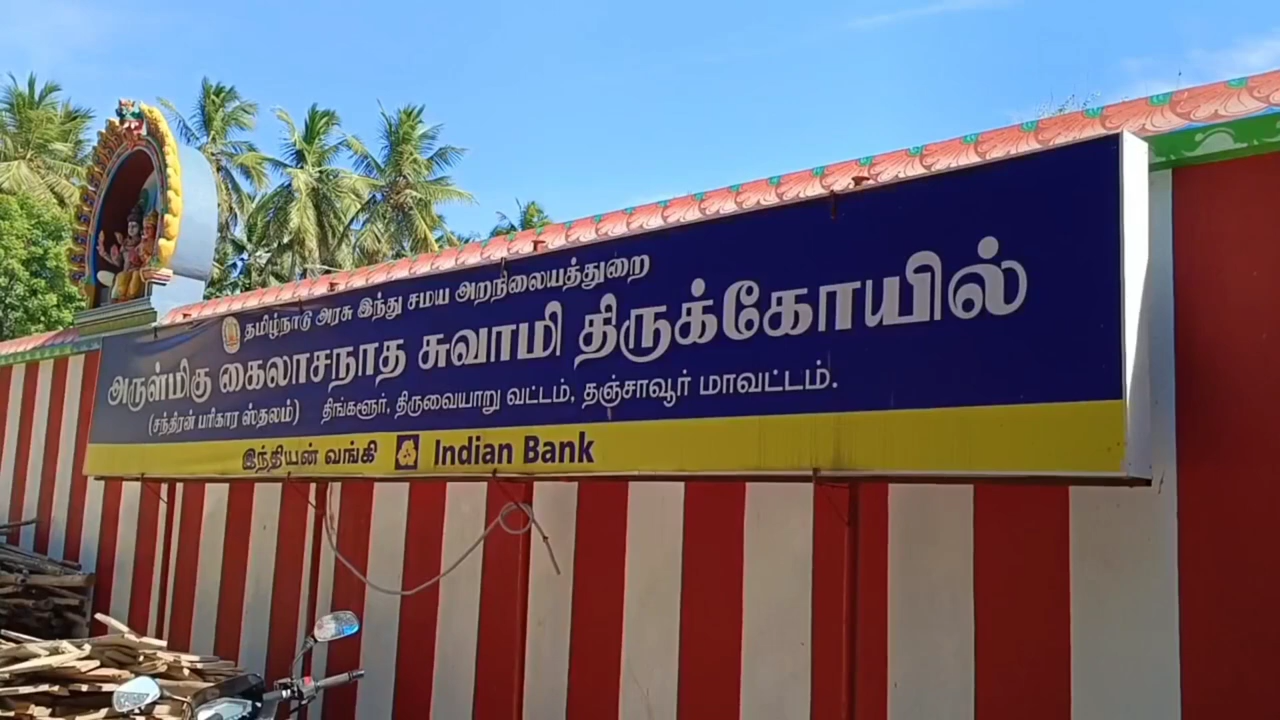 தமிழ்நாடு அரசு இந்து சமய அறநிலையத்துறை
அருள்மிகு கைலாசநாத சுவாமி திருக்கோயில்
(சந்திரன் பரிகார ஸ்தலம்) திங்களூர், திருவையாறு வட்டம், தஞ்சாவூர் மாவட்டம்.
இந்தியன் வங்கி Indian Bank